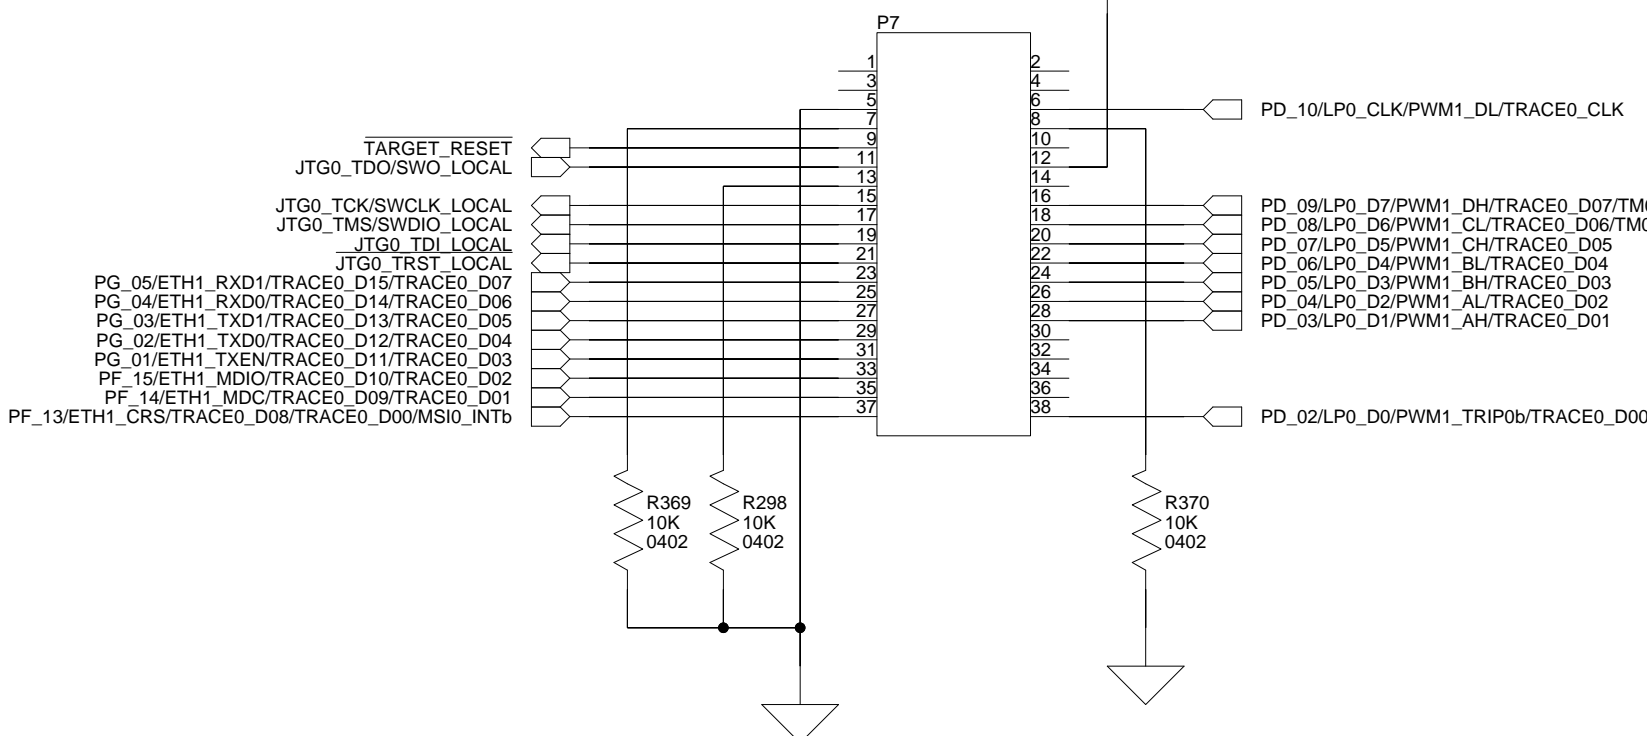 P7
1 2
3 4
5 6 PD_10/LP0_CLK/PWM1_DL/TRACE0_CLK
7 8
TARGET_RESET 9 10
JTG0_TDO/SWO_LOCAL 11 12
13 14
JTG0_TCK/SWCLK_LOCAL 15 16 PD_09/LP0_D7/PWM1_DH/TRACE0_D07/TM0
JTG0_TMS/SWDIO_LOCAL 17 18 PD_08/LP0_D6/PWM1_CL/TRACE0_D06/TM0
JTG0_TDI_LOCAL 19 20 PD_07/LP0_D5/PWM1_CH/TRACE0_D05
JTG0_TRST_LOCAL 21 22 PD_06/LP0_D4/PWM1_BL/TRACE0_D04
PG_05/ETH1_RXD1/TRACE0_D15/TRACE0_D07 23 24 PD_05/LP0_D3/PWM1_BH/TRACE0_D03
PG_04/ETH1_RXD0/TRACE0_D14/TRACE0_D06 25 26 PD_04/LP0_D2/PWM1_AL/TRACE0_D02
PG_03/ETH1_TXD1/TRACE0_D13/TRACE0_D05 27 28 PD_03/LP0_D1/PWM1_AH/TRACE0_D01
PG_02/ETH1_TXD0/TRACE0_D12/TRACE0_D04 29 30
PG_01/ETH1_TXEN/TRACE0_D11/TRACE0_D03 31 32
PF_15/ETH1_MDIO/TRACE0_D10/TRACE0_D02 33 34
PF_14/ETH1_MDC/TRACE0_D09/TRACE0_D01 35 36
PF_13/ETH1_CRS/TRACE0_D08/TRACE0_D00/MSI0_INTb 37 38 PD_02/LP0_D0/PWM1_TRIP0b/TRACE0_D00
R369 R298 R370
10K 10K 10K
0402 0402 0402